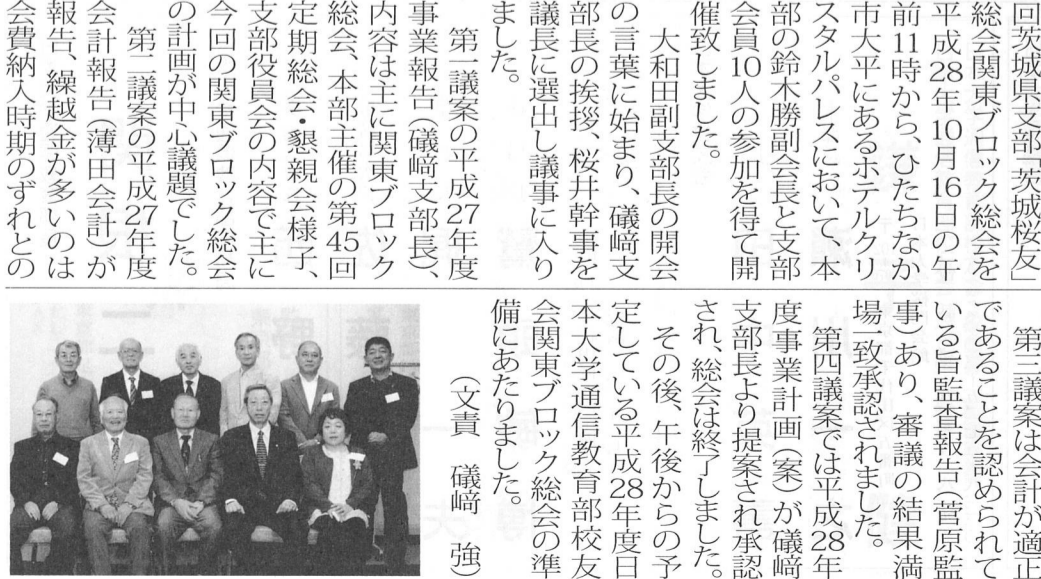 回茨城県支部「茨城桜友」
総会関東ブロック総会を
平成28年10月16日の午
前11時から、ひたちなか
市大平にあるホテルクリ
スタルパレスにおいて、本
部の鈴木勝副会長と支部
会員10人の参加を得て開
催致しました。
大和田副支部長の開会
の言葉に始まり、礒﨑支
部長の挨拶、桜井幹事を
議長に選出し議事に入り
ました。
第一議案の平成27年度
事業報告（礒﨑支部長）、
内容は主に関東ブロック
総会、本部主催の第45回
定期総会・懇親会様子、
支部役員会の内容で主に
今回の関東ブロック総会
の計画が中心議題でした。
第二議案の平成27年度
会計報告（薄田会計）が
報告、繰越金が多いのは
会費納入時期のずれとの
第三議案は会計が適正
であることを認められて
いる旨監査報告（菅原監
事）あり、審議の結果満
場一致承認されました。
第四議案では平成28年
度事業計画（案）が礒﨑
支部長より提案され承認
され、総会は終了しました。
その後、午後からの予
定している平成28年度日
本大学通信教育部校友
会関東ブロック総会の準
備にあたりました。
（文責　礒﨑　強）